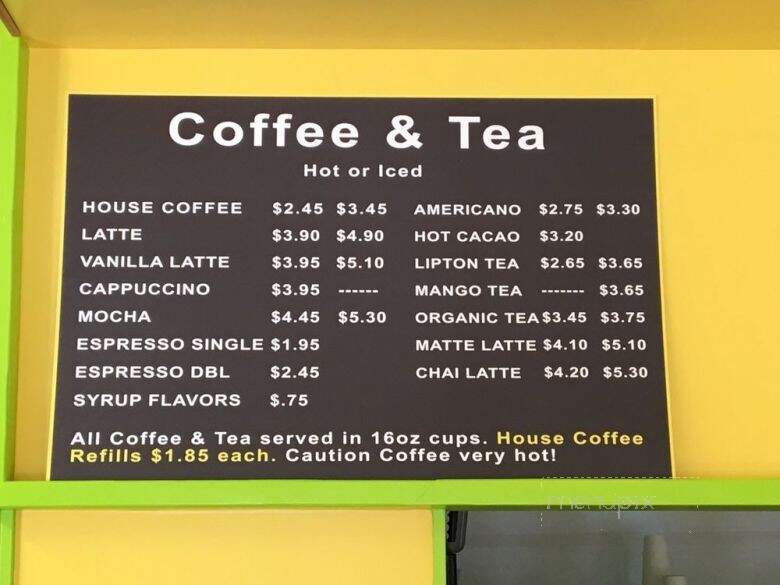 Coffee & Tea
Hot or Iced
HOUSE COFFEE $2.45 $3.45
LATTE $3.90 $4.90
VANILLA LATTE $3.95 $5.10
CAPPUCCINO $3.95 ------
MOCHA $4.45 $5.30
ESPRESSO SINGLE $1.95
ESPRESSO DBL $2.45
SYRUP FLAVORS $.75
AMERICANO $2.75 $3.30
HOT CACAO $3.20
LIPTON TEA $2.65 $3.65
MANGO TEA ------- $3.65
ORGANIC TEA $3.45 $3.75
MATTE LATTE $4.10 $5.10
CHAI LATTE $4.20 $5.30
All Coffee & Tea served in 16oz cups. House Coffee
Refills $1.85 each. Caution Coffee very hot!
menupix